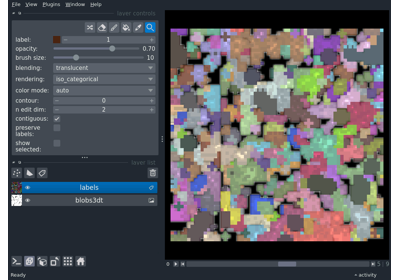 File View Plugins Window Help
layer controls
label: 1
opacity: 0.70
brush size: 10
blending: translucent
rendering: iso_categorical
color mode: auto
contour: 0
n edit dim: 2
contiguous:
preserve labels:
show selected:
layer list
labels
blobs3dt
Ready
activity